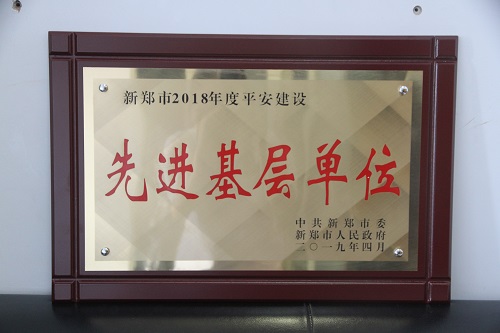 新郑市2018年度平安建设
先进基层单位
中共新郑市委
新郑市人民政府
二〇一九年四月